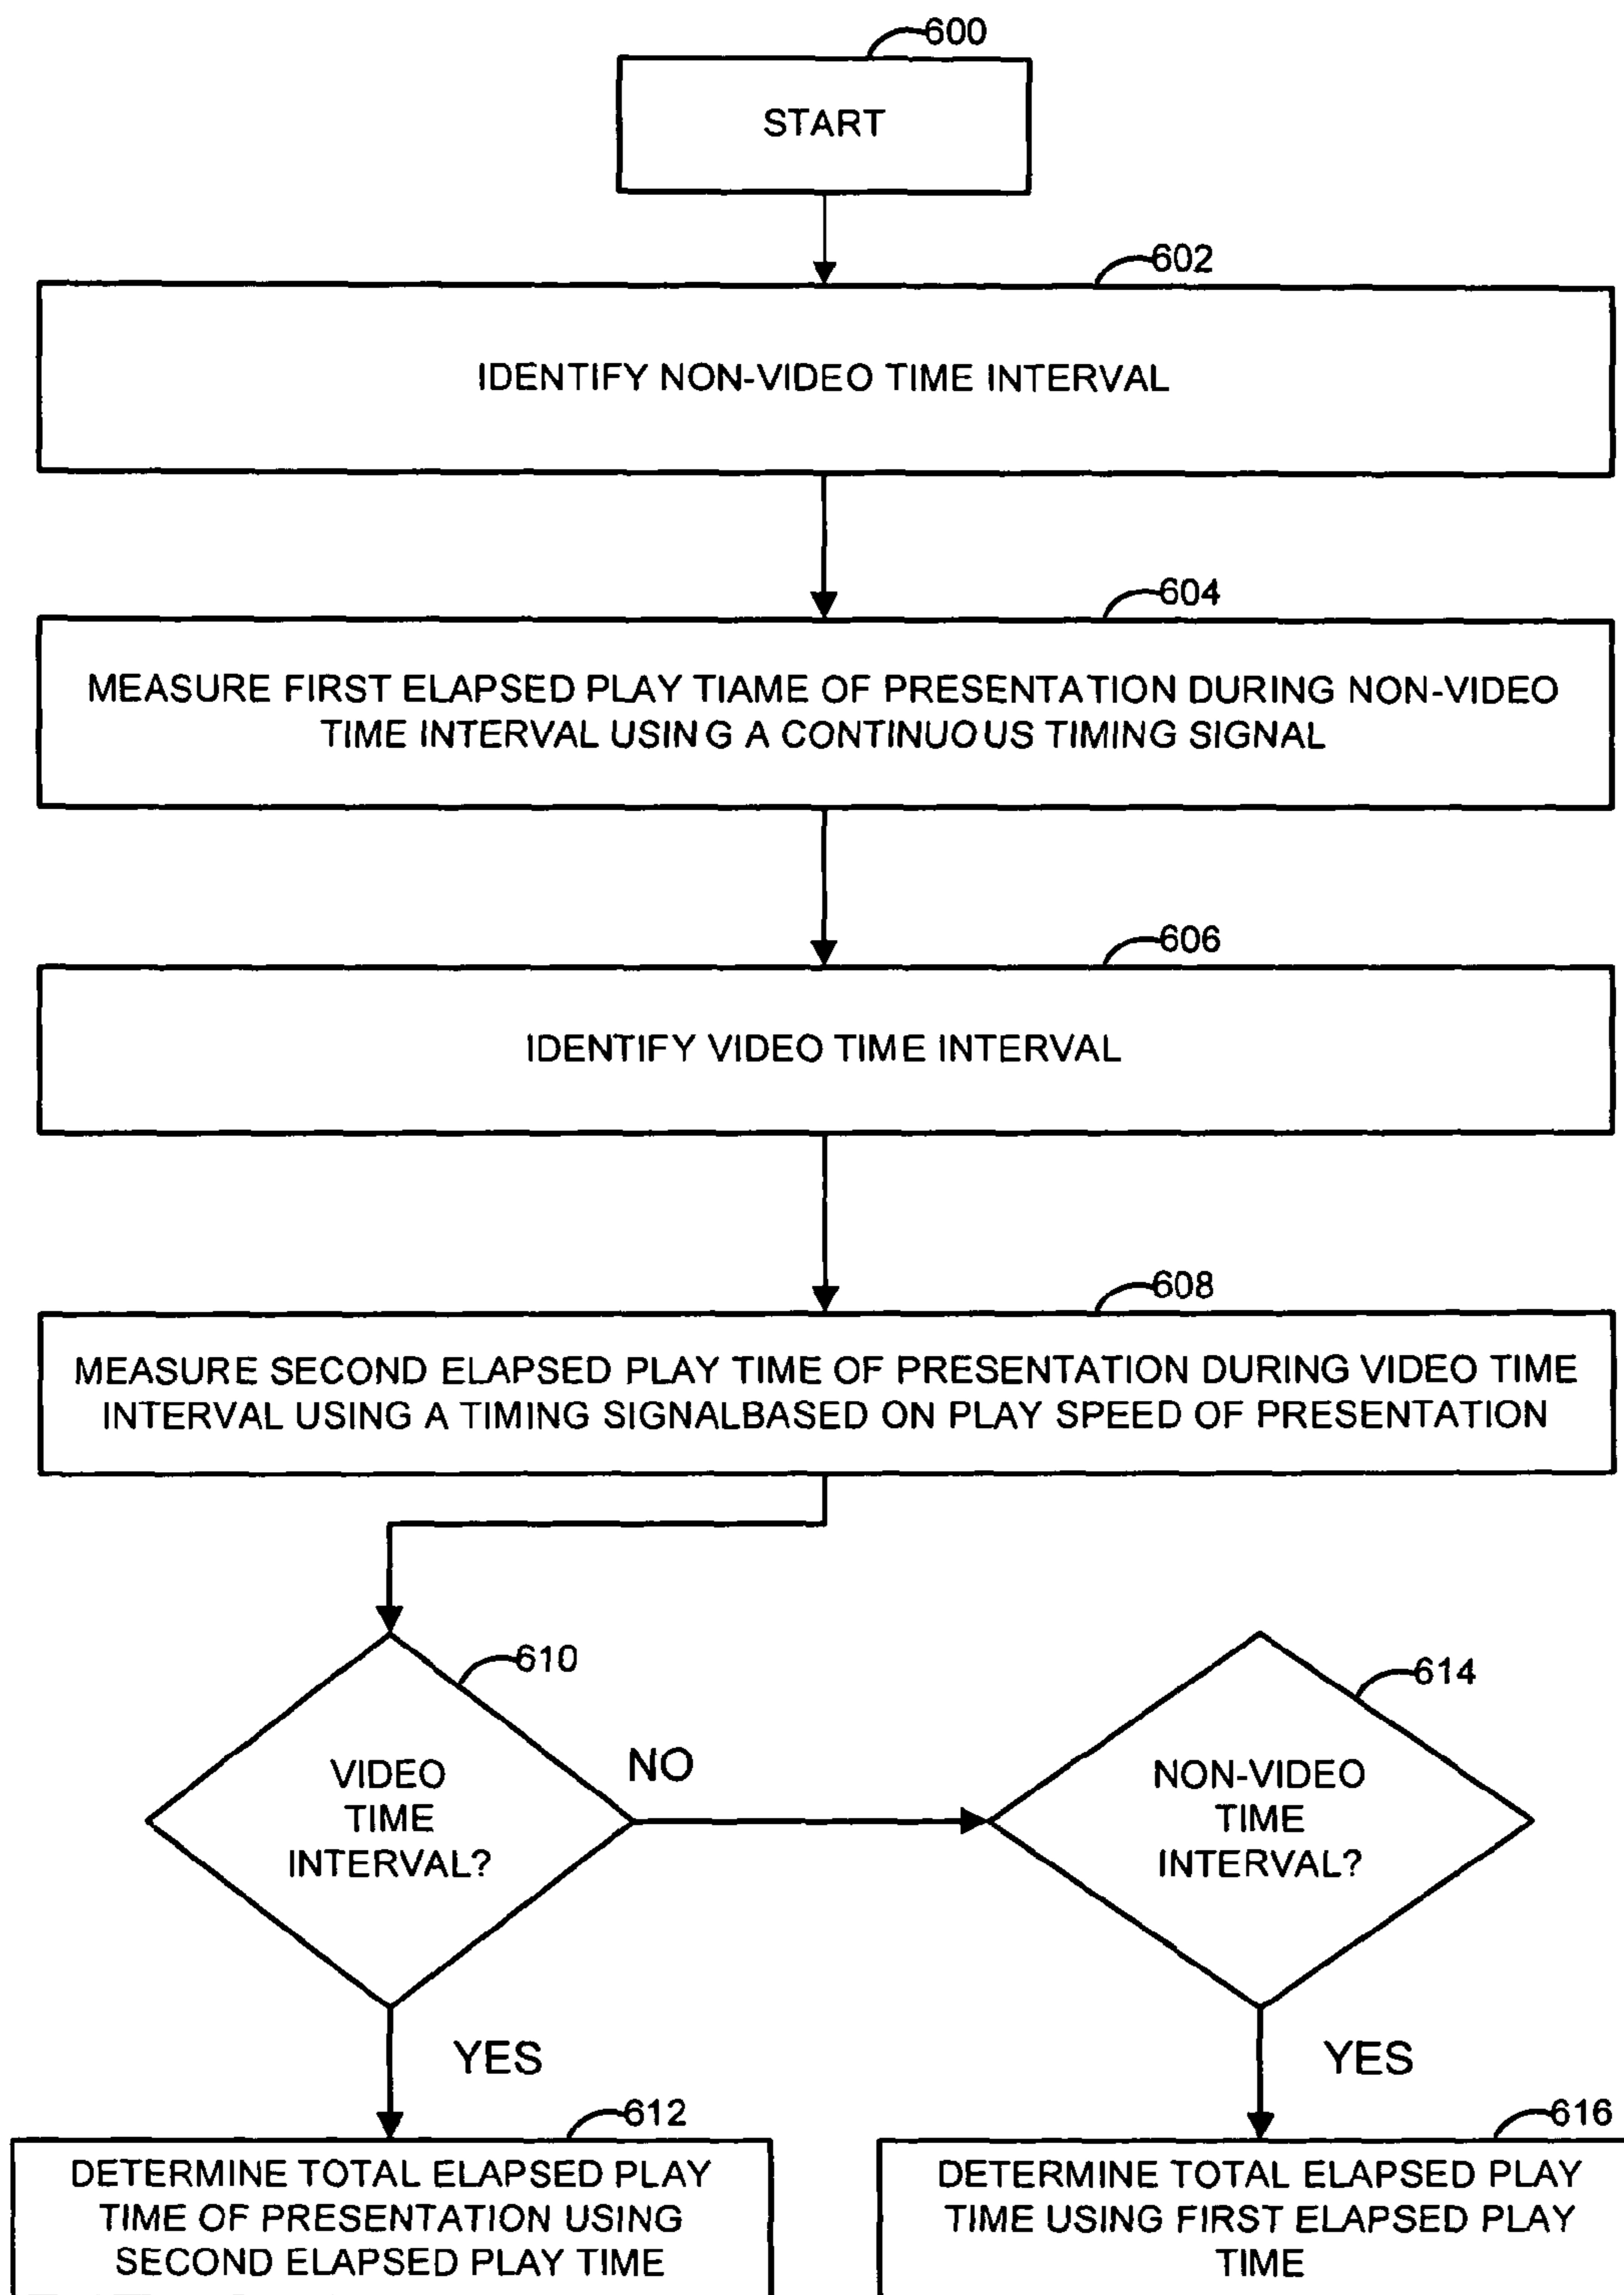 600
START
602
IDENTIFY NON-VIDEO TIME INTERVAL
604
MEASURE FIRST ELAPSED PLAY TIAME OF PRESENTATION DURING NON-VIDEO
TIME INTERVAL USING A CONTINUOUS TIMING SIGNAL
606
IDENTIFY VIDEO TIME INTERVAL
608
MEASURE SECOND ELAPSED PLAY TIME OF PRESENTATION DURING VIDEO TIME
INTERVAL USING A TIMING SIGNALBASED ON PLAY SPEED OF PRESENTATION
610
VIDEO
TIME
INTERVAL?
NO
614
NON-VIDEO
TIME
INTERVAL?
YES
YES
612
DETERMINE TOTAL ELAPSED PLAY
TIME OF PRESENTATION USING
SECOND ELAPSED PLAY TIME
616
DETERMINE TOTAL ELAPSED PLAY
TIME USING FIRST ELAPSED PLAY
TIME